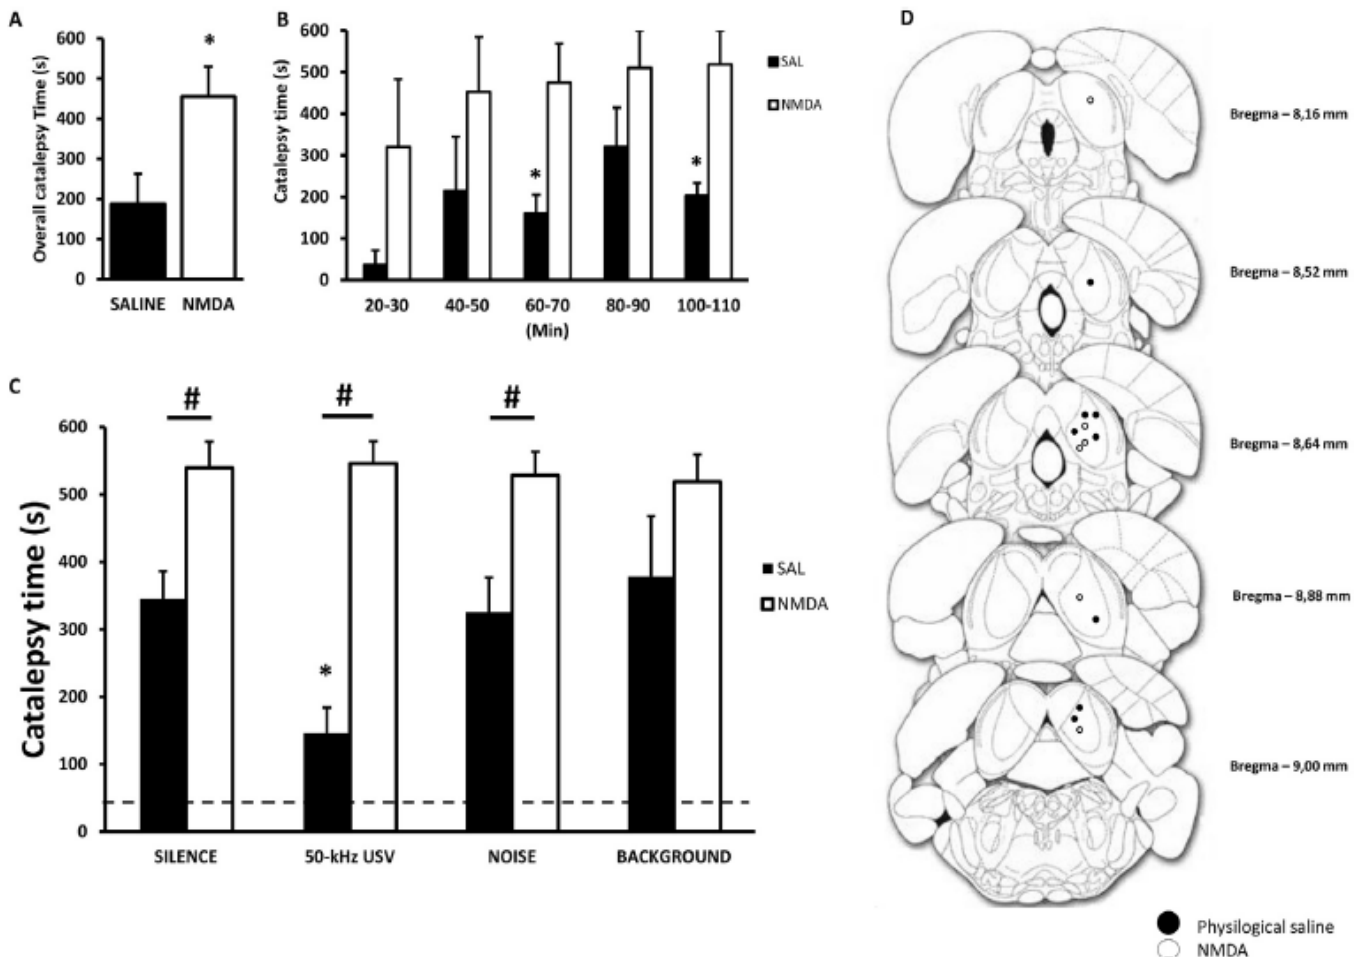 A
Overall catalepsy Time (s)
600
500
400
300
200
100
0
*
SALINE NMDA
B
Catalepsy time (s)
600
500
400
300
200
100
0
*
*
20-30 40-50 60-70 80-90 100-110
(Min)
SAL
NMDA
C
Catalepsy time (s)
# # #
600
500
400
300
200
100
0
*
SILENCE 50-kHz USV NOISE BACKGROUND
SAL
NMDA
D
Bregma – 8,16 mm
Bregma – 8,52 mm
Bregma – 8,64 mm
Bregma – 8,88 mm
Bregma – 9,00 mm
Physilogical saline
NMDA